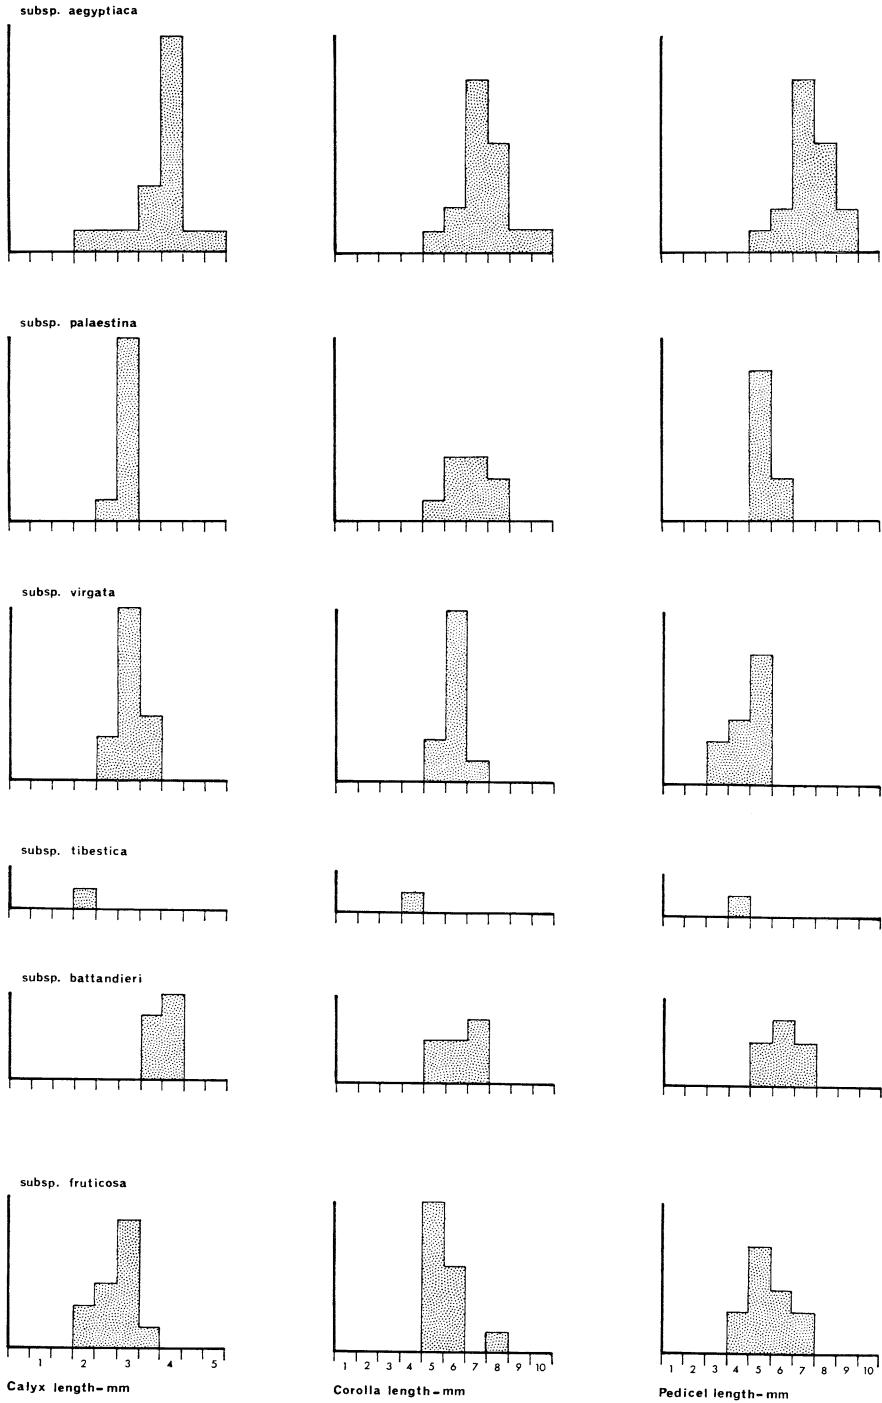 subsp. aegyptiaca
subsp. palaestina
subsp. virgata
subsp. tibestica
subsp. battandieri
subsp. fruticosa
1 2 3 4 5
1 2 3 4 5 6 7 8 9 10
1 2 3 4 5 6 7 8 9 10
Calyx length-mm
Corolla length-mm
Pedicel length-mm